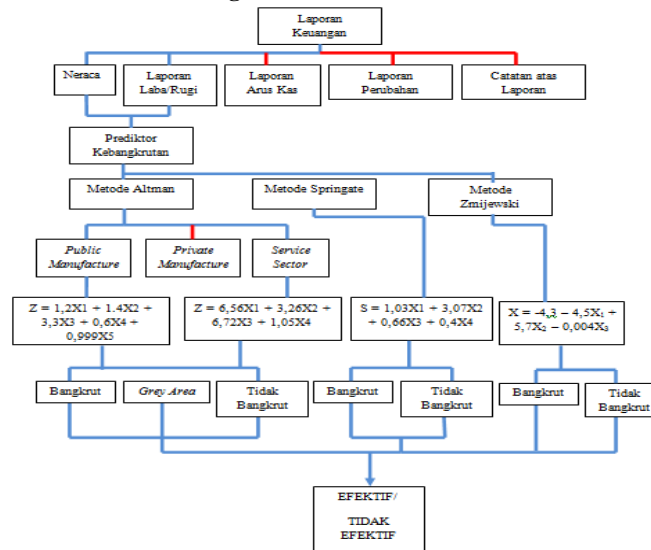 Laporan
Keuangan
Neraca
Laporan
Laba/Rugi
Laporan
Arus Kas
Laporan
Perubahan
Catatan atas
Laporan
Prediktor
Kebangkrutan
Metode Altman
Metode Springate
Metode
Zmijewski
Public
Manufacture
Private
Manufacture
Service
Sector
Z = 1,2X1 + 1.4X2 +
3,3X3 + 0,6X4 +
0,999X5
Z = 6,56X1 + 3,26X2 +
6,72X3 + 1,05X4
S = 1,03X1 + 3,07X2
+ 0,66X3 + 0,4X4
X = -4,3 – 4,5X₁ +
5,7X₂ – 0,004X₃
Bangkrut
Grey Area
Tidak
Bangkrut
Bangkrut
Tidak
Bangkrut
Bangkrut
Tidak
Bangkrut
EFEKTIF/
TIDAK
EFEKTIF